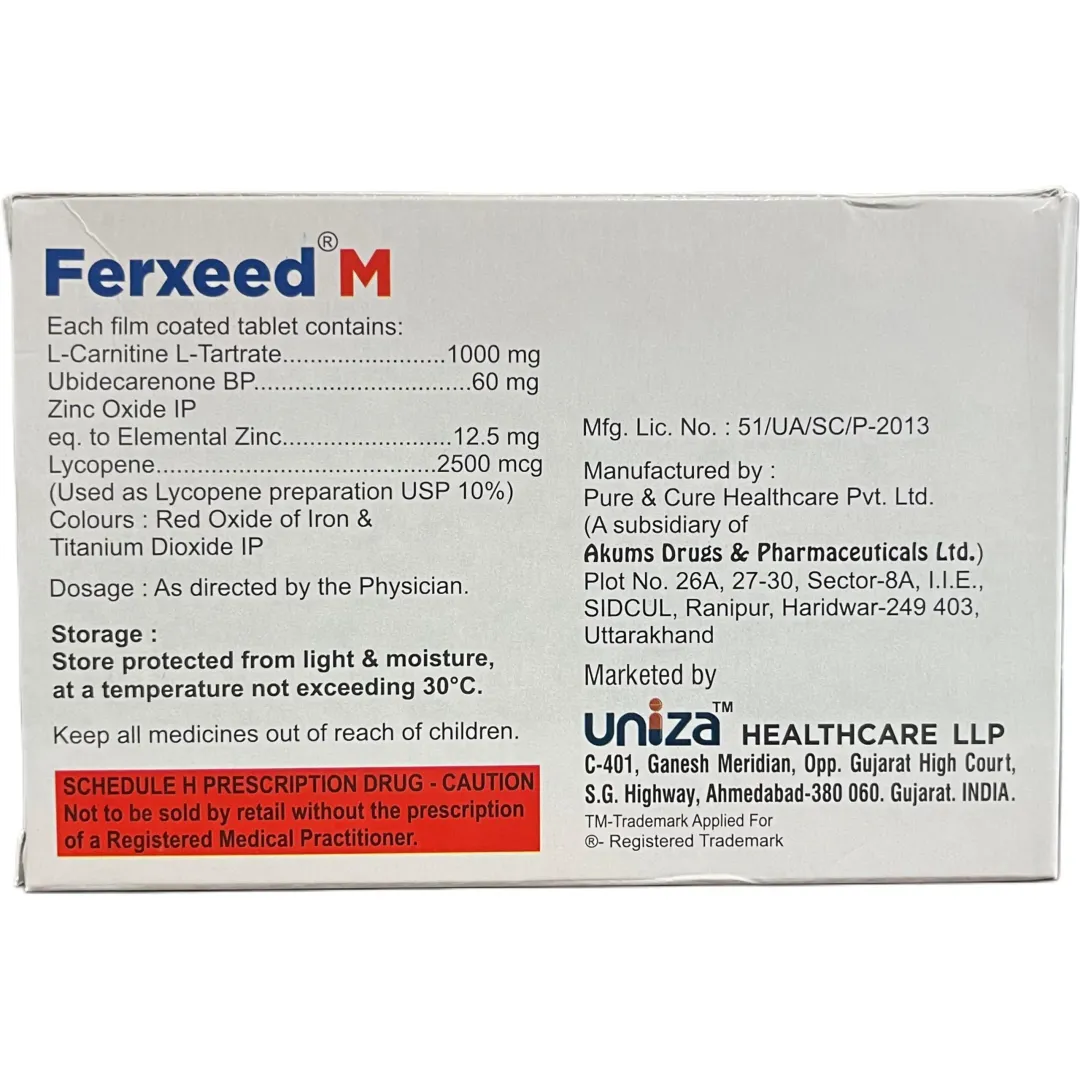 Ferxeed® M
Each film coated tablet contains:
L-Carnitine L-Tartrate........................1000 mg
Ubidecarenone BP................................60 mg
Zinc Oxide IP
eq. to Elemental Zinc.........................12.5 mg
Lycopene.........................................2500 mcg
(Used as Lycopene preparation USP 10%)
Colours : Red Oxide of Iron &
Titanium Dioxide IP
Dosage : As directed by the Physician.
Storage :
Store protected from light & moisture,
at a temperature not exceeding 30°C.
Keep all medicines out of reach of children.
SCHEDULE H PRESCRIPTION DRUG - CAUTION
Not to be sold by retail without the prescription
of a Registered Medical Practitioner.
Mfg. Lic. No. : 51/UA/SC/P-2013
Manufactured by :
Pure & Cure Healthcare Pvt. Ltd.
(A subsidiary of
Akums Drugs & Pharmaceuticals Ltd.)
Plot No. 26A, 27-30, Sector-8A, I.I.E.,
SIDCUL, Ranipur, Haridwar-249 403,
Uttarakhand
Marketed by
uniza™ HEALTHCARE LLP
C-401, Ganesh Meridian, Opp. Gujarat High Court,
S.G. Highway, Ahmedabad-380 060. Gujarat. INDIA.
TM-Trademark Applied For
®- Registered Trademark